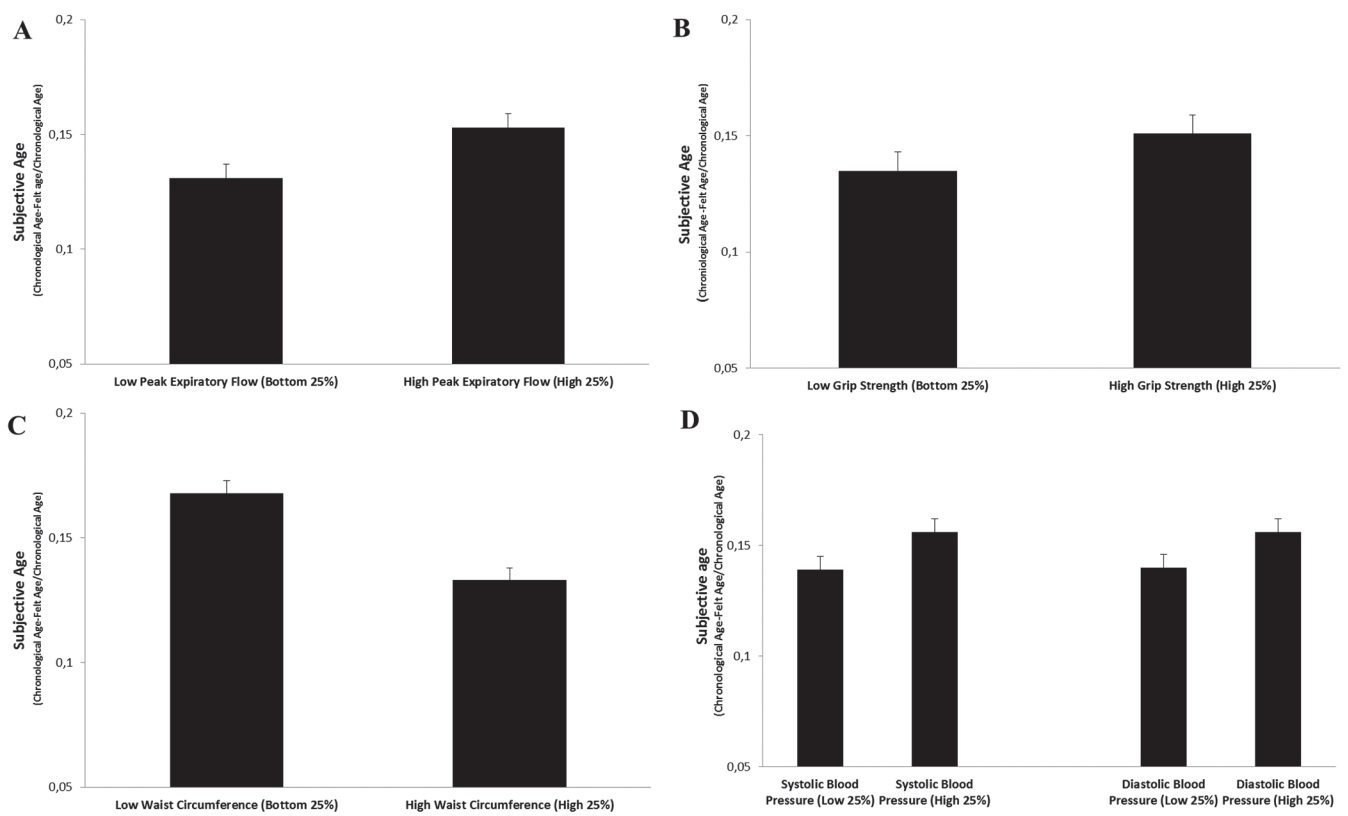 A
0,2
0,15
0,1
0,05
Subjective Age
(Chronological Age-Felt age/Chronological Age)
Low Peak Expiratory Flow (Bottom 25%)
High Peak Expiratory Flow (High 25%)
B
0,2
0,15
0,1
0,05
Subjective Age
(Chroniological Age -Felt Age/Chronological Age)
Low Grip Strength (Bottom 25%)
High Grip Strength (High 25%)
C
0,2
0,15
0,1
0,05
Subjective Age
(Chronological Age-Felt Age/Chronological Age)
Low Waist Circumference (Bottom 25%)
High Waist Circumference (High 25%)
D
0,2
0,15
0,1
0,05
Subjective age
(Chronological Age-Felt Age/Chronological Age)
Systolic Blood
Pressure (Low 25%)
Systolic Blood
Pressure (High 25%)
Diastolic Blood
Pressure (Low 25%)
Diastolic Blood
Pressure (High 25%)